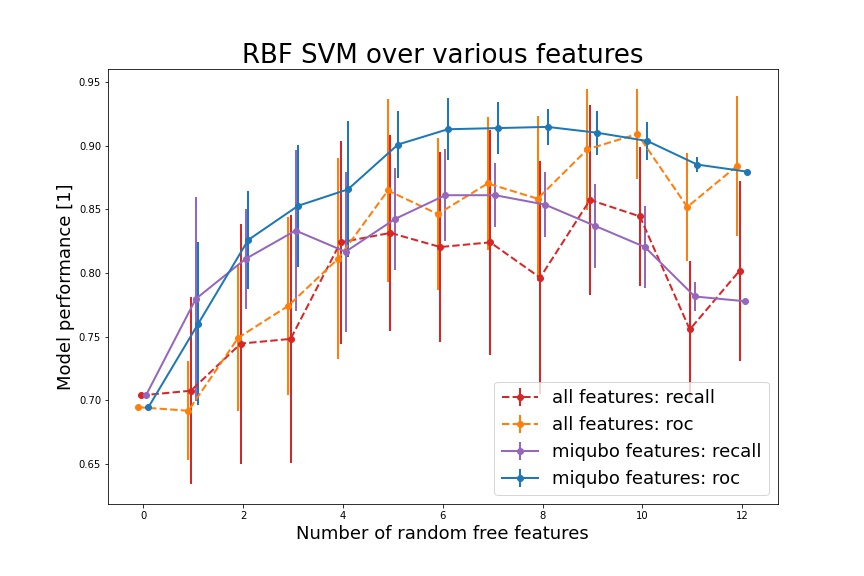 RBF SVM over various features
Model performance [1]
0.95
0.90
0.85
0.80
0.75
0.70
0.65
all features: recall
all features: roc
miqubo features: recall
miqubo features: roc
0 2 4 6 8 10 12
Number of random free features